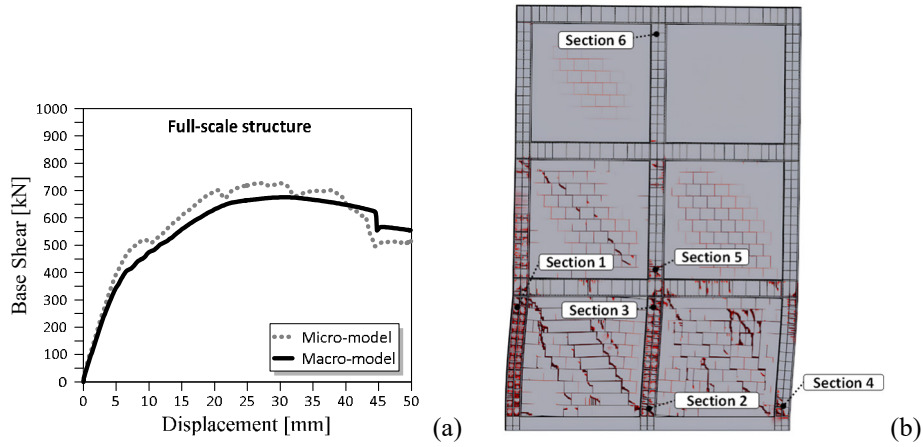 Full-scale structure
1000
900
800
700
600
500
400
300
200
100
0
Base Shear [kN]
Micro-model
Macro-model
0 5 10 15 20 25 30 35 40 45 50
Displacement [mm]
(a)
Section 6
Section 1
Section 5
Section 3
Section 4
Section 2
(b)